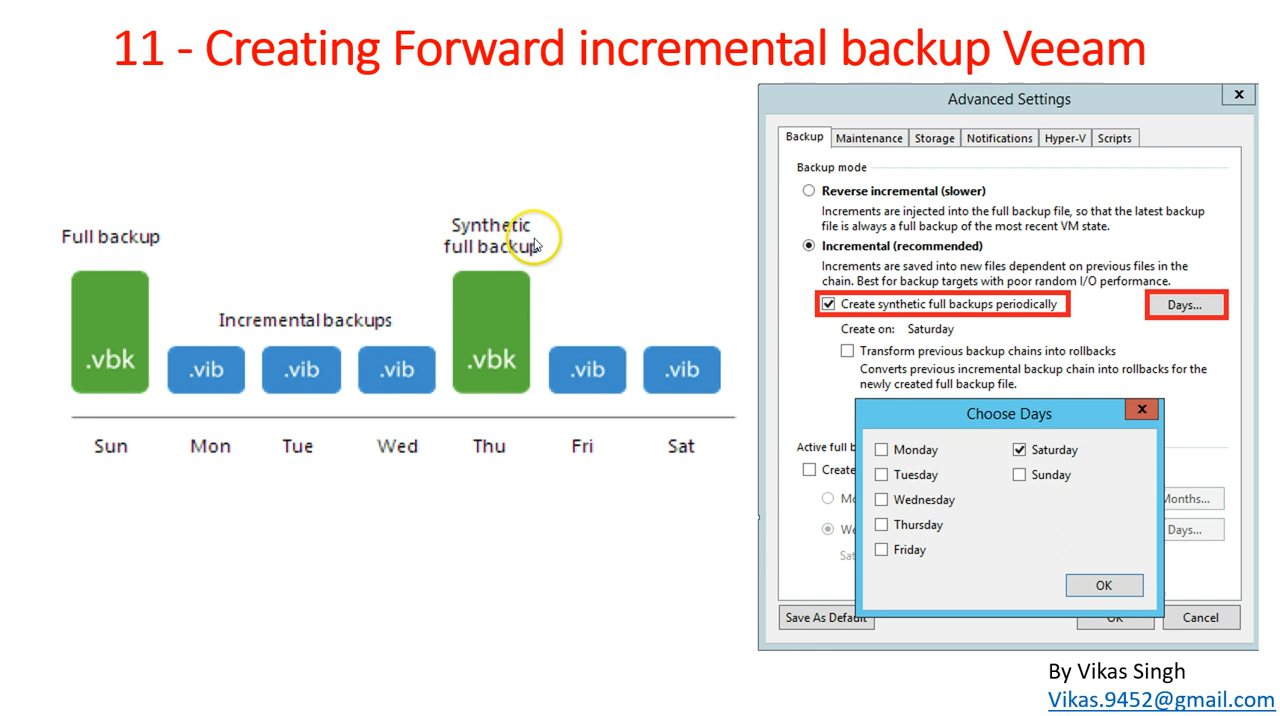 11 - Creating Forward incremental backup Veeam
Full backup
Synthetic
full backup
Incremental backups
.vbk
.vib
.vib
.vib
.vbk
.vib
.vib
Sun
Mon
Tue
Wed
Thu
Fri
Sat
Advanced Settings
x
Backup
Maintenance
Storage
Notifications
Hyper-V
Scripts
Backup mode
Reverse incremental (slower)
Increments are injected into the full backup file, so that the latest backup
file is always a full backup of the most recent VM state.
Incremental (recommended)
Increments are saved into new files dependent on previous files in the
chain. Best for backup targets with poor random I/O performance.
Create synthetic full backups periodically
Days...
Create on: Saturday
Transform previous backup chains into rollbacks
Converts previous incremental backup chain into rollbacks for the
newly created full backup file.
Choose Days
x
Active full b
Create
Mo
Months...
We
Days...
Sat
Monday
Saturday
Tuesday
Sunday
Wednesday
Thursday
Friday
OK
Save As Default
OK
Cancel
By Vikas Singh
Vikas.9452@gmail.com